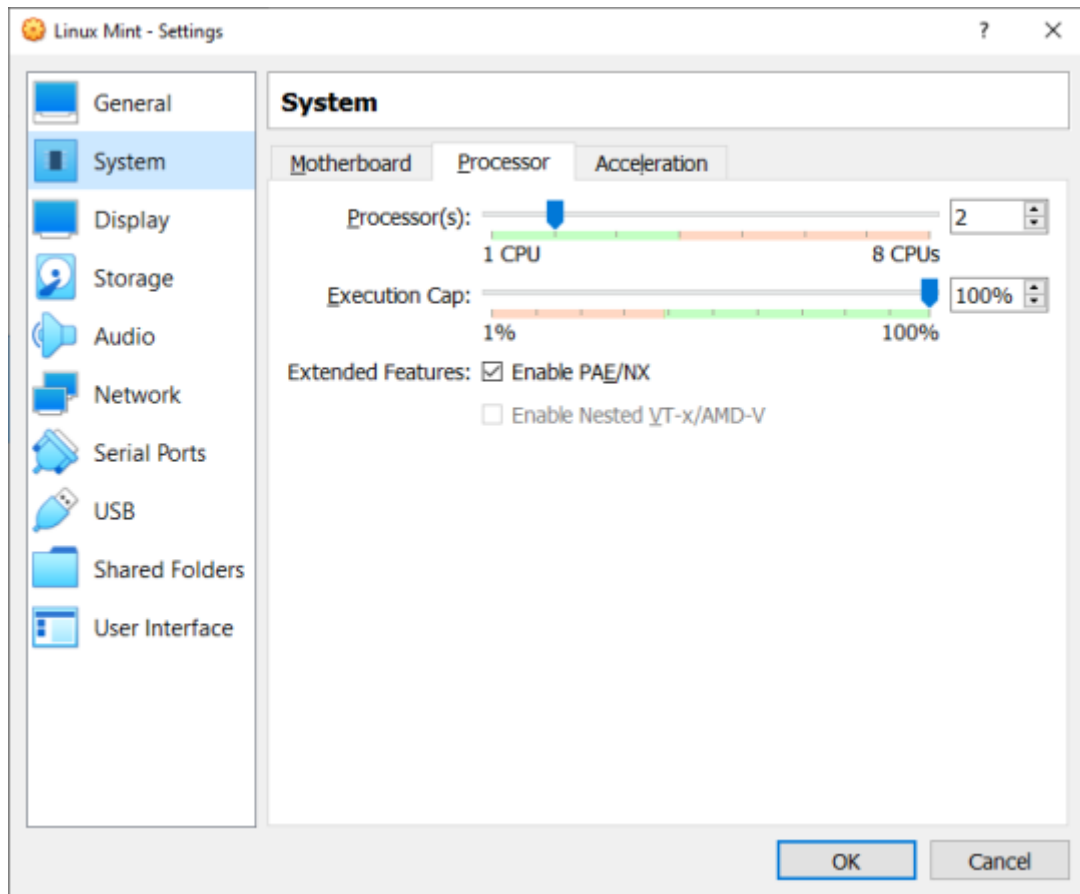 Linux Mint - Settings
?
General
System
Display
Storage
Audio
Network
Serial Ports
USB
Shared Folders
User Interface
System
Motherboard Processor Acceleration
Processor(s): 2
1 CPU 8 CPUs
Execution Cap: 100%
1% 100%
Extended Features: Enable PAE/NX
Enable Nested VT-x/AMD-V
OK Cancel